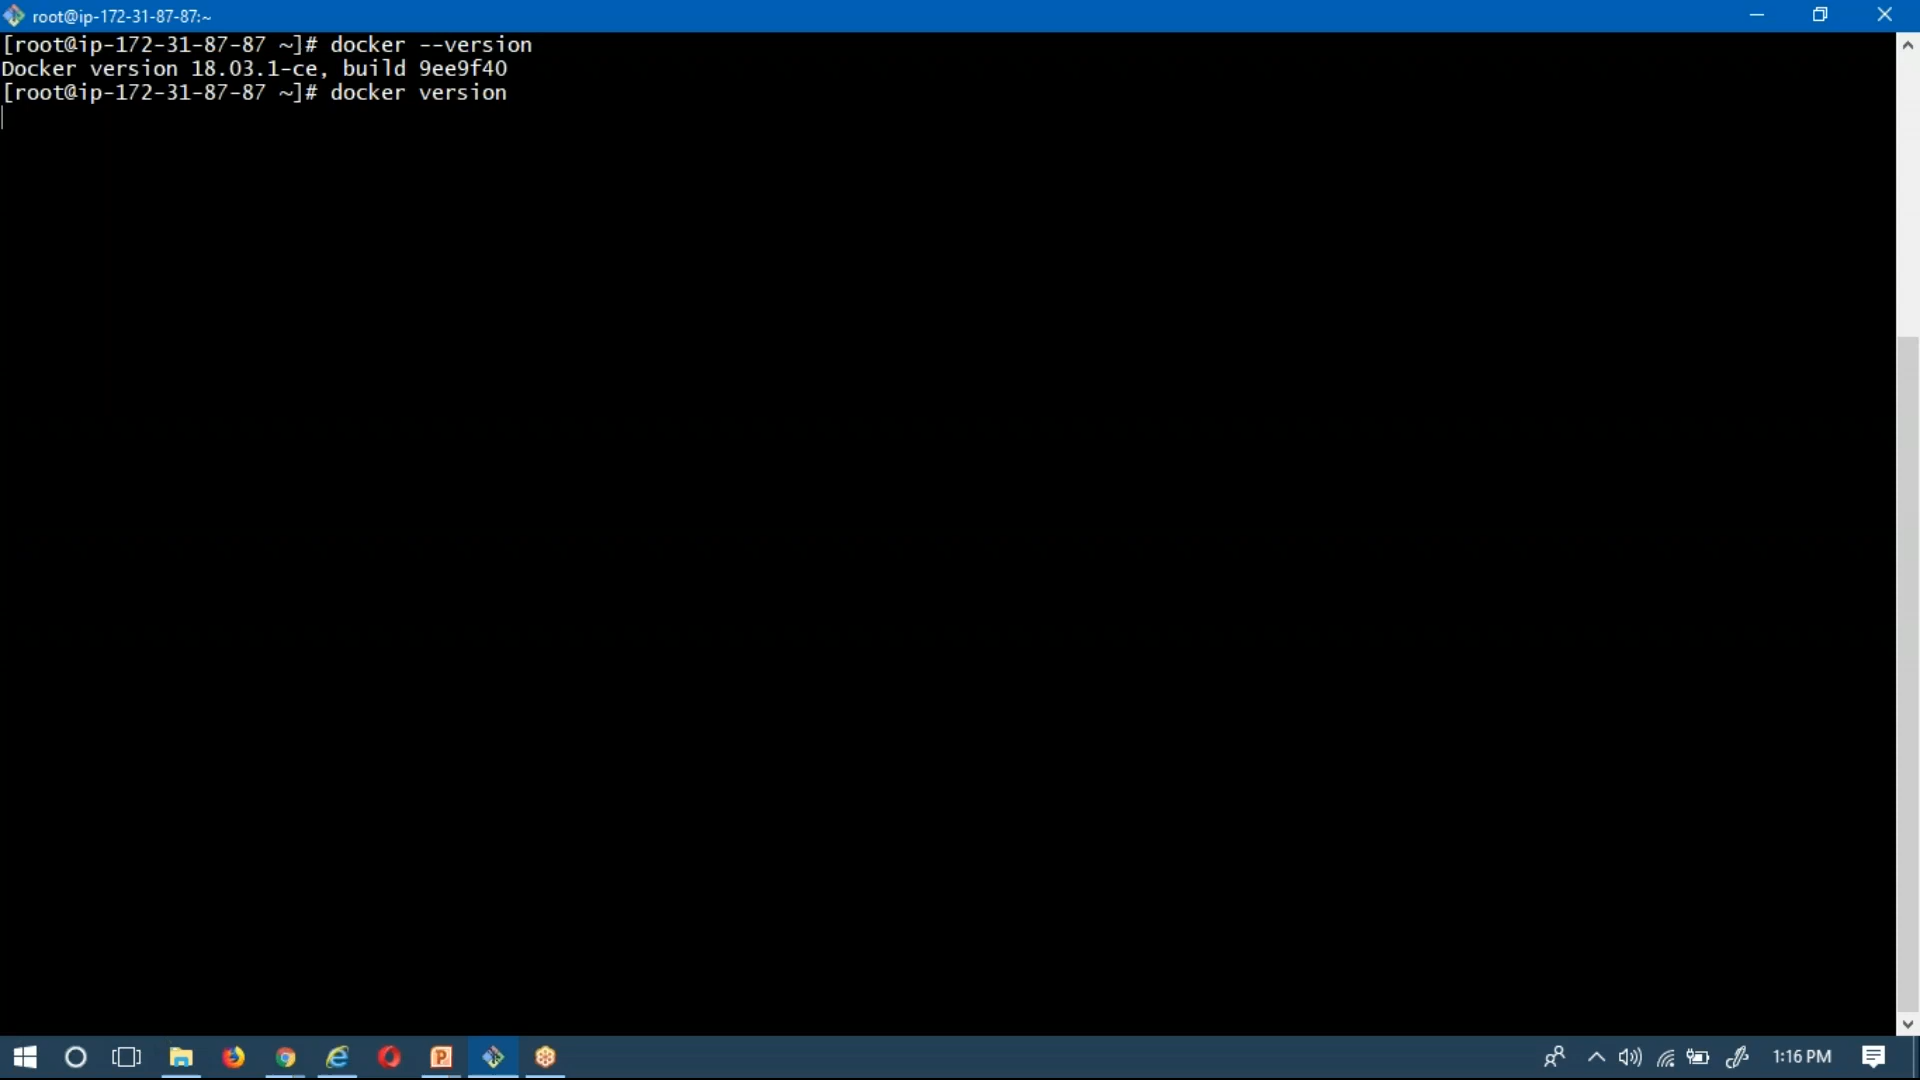 root@ip-172-31-87-87:~
[root@ip-172-31-87-87 ~]# docker --version
Docker version 18.03.1-ce, build 9ee9f40
[root@ip-172-31-87-87 ~]# docker version
1:16 PM